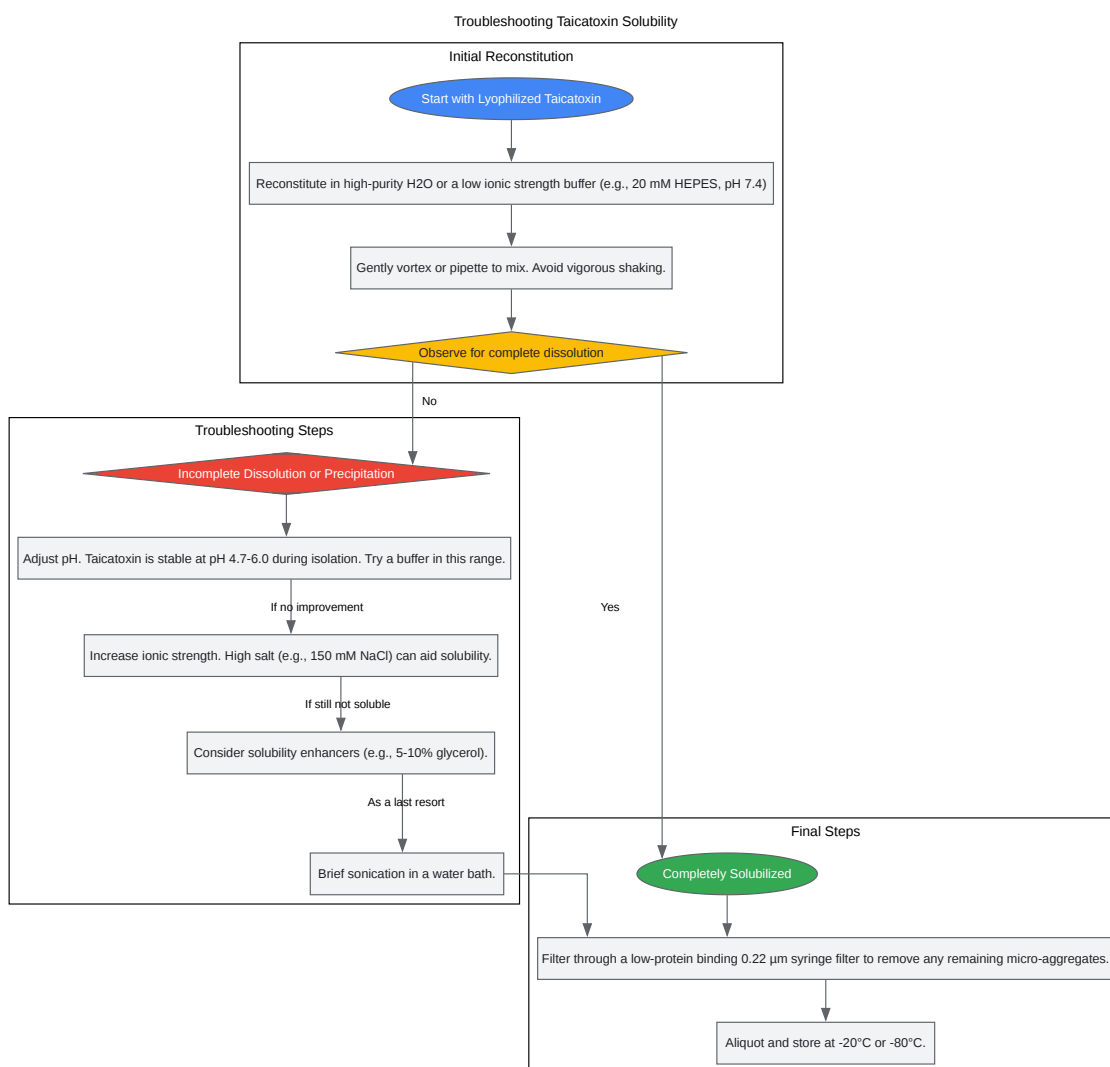 Troubleshooting Taicatoxin Solubility
Initial Reconstitution
Start with Lyophilized Taicatoxin
Reconstitute in high-purity H2O or a low ionic strength buffer (e.g., 20 mM HEPES, pH 7.4)
Gently vortex or pipette to mix. Avoid vigorous shaking.
Observe for complete dissolution
No
Troubleshooting Steps
Incomplete Dissolution or Precipitation
Adjust pH. Taicatoxin is stable at pH 4.7-6.0 during isolation. Try a buffer in this range.
If no improvement
Yes
Increase ionic strength. High salt (e.g., 150 mM NaCl) can aid solubility.
If still not soluble
Consider solubility enhancers (e.g., 5-10% glycerol).
As a last resort
Brief sonication in a water bath.
Final Steps
Completely Solubilized
Filter through a low-protein binding 0.22 µm syringe filter to remove any remaining micro-aggregates.
Aliquot and store at -20°C or -80°C.